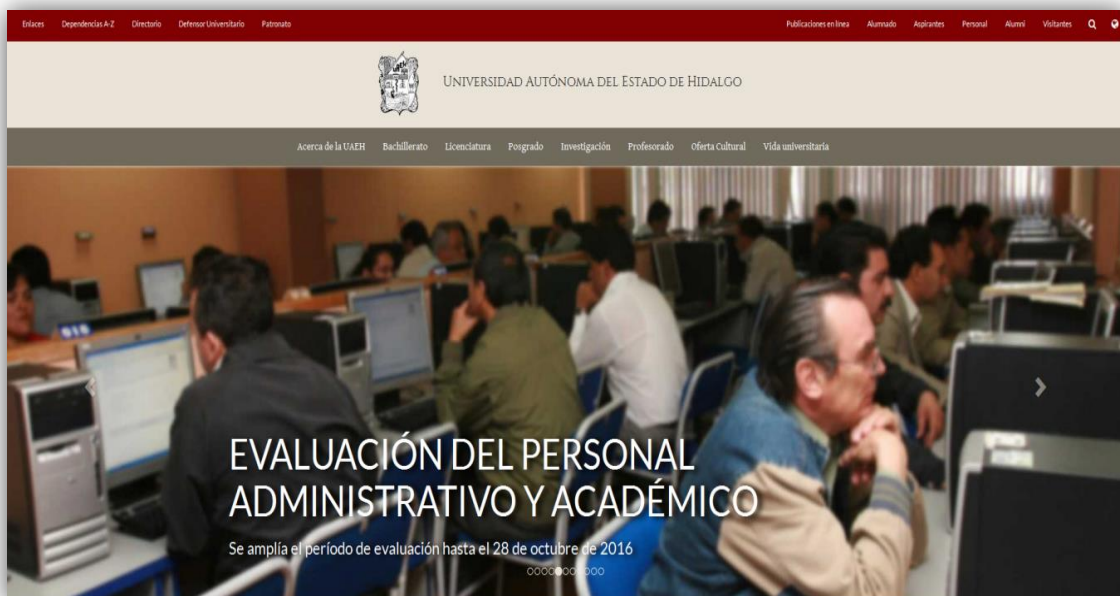 Enlaces Dependencias A-Z Directorio Defensor Universitario Patronato Publicaciones en línea Alumnado Aspirantes Personal Alumni Visitantes
UNIVERSIDAD AUTÓNOMA DEL ESTADO DE HIDALGO
Acerca de la UAEH Bachillerato Licenciatura Posgrado Investigación Profesorado Oferta Cultural Vida universitaria
EVALUACIÓN DEL PERSONAL
ADMINISTRATIVO Y ACADÉMICO
Se amplía el período de evaluación hasta el 28 de octubre de 2016